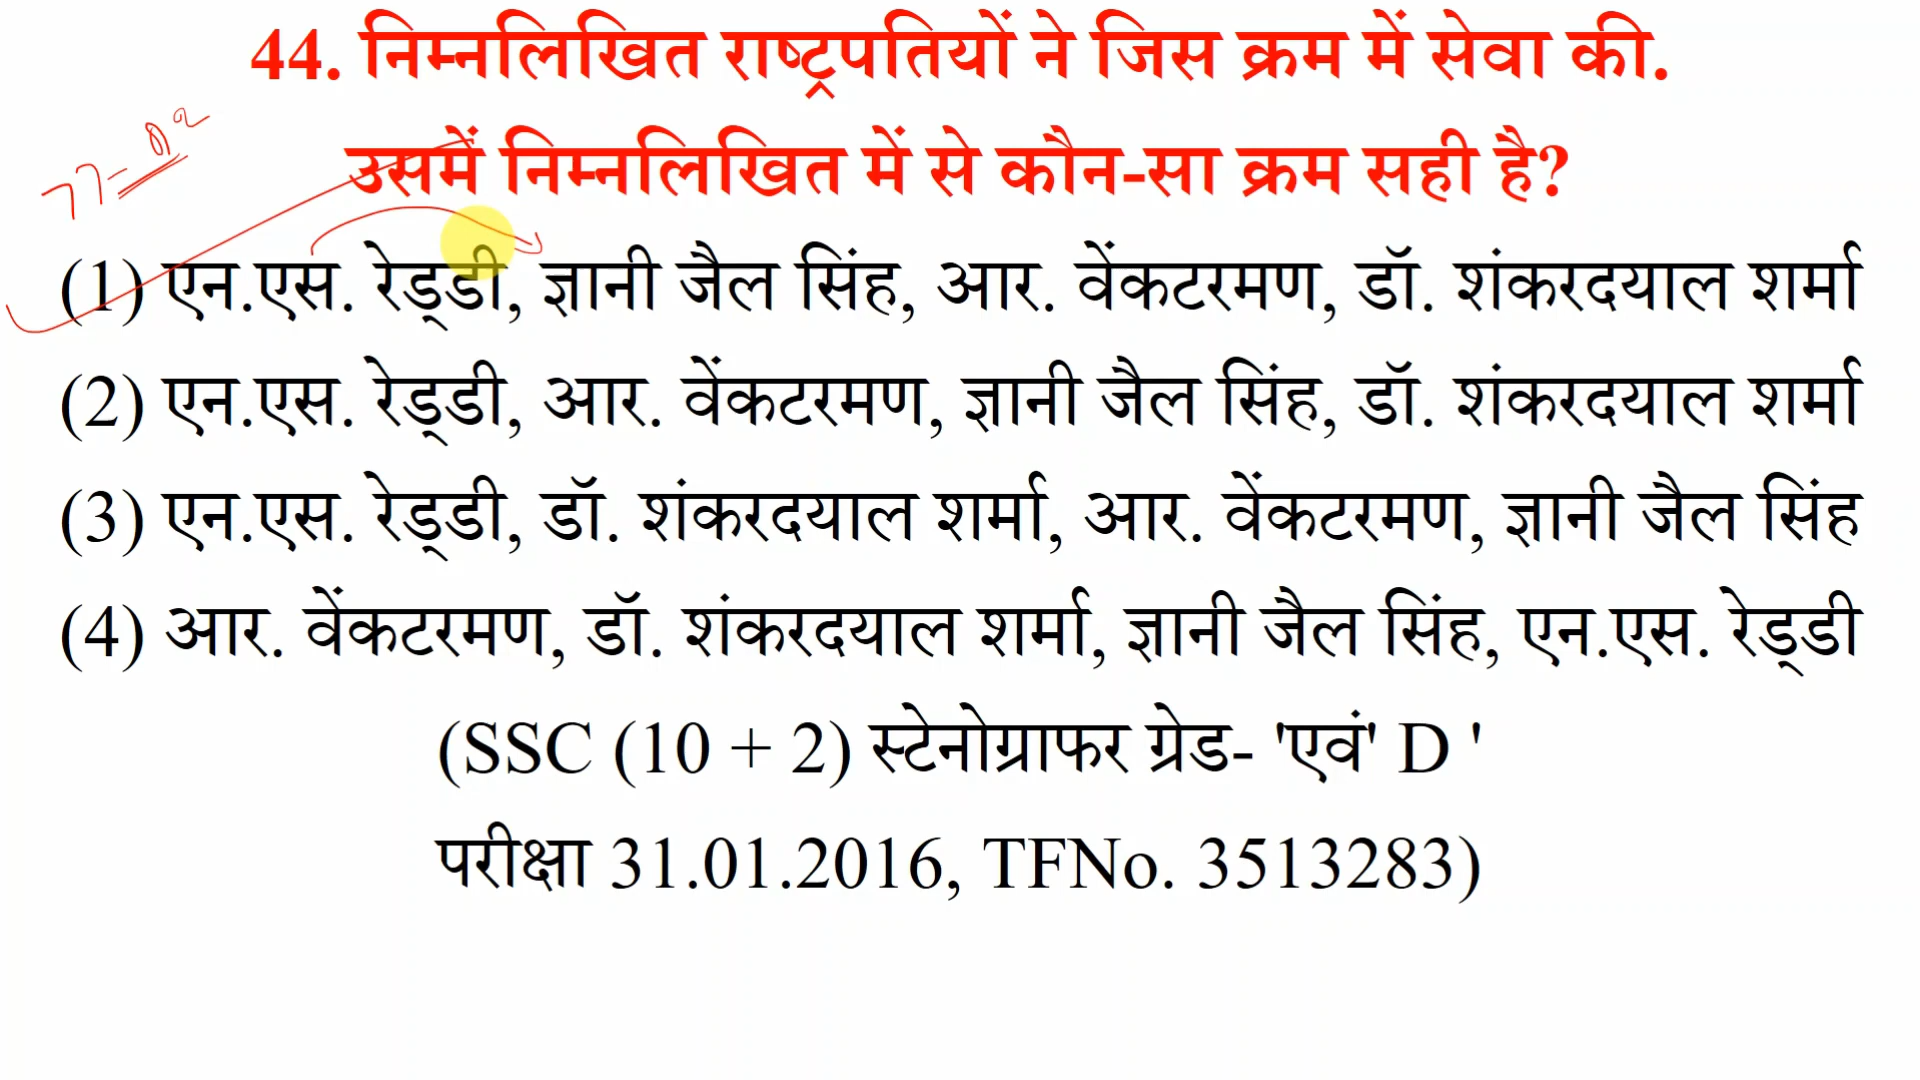 44. निम्नलिखित राष्ट्रपतियों ने जिस क्रम में सेवा की.
77-82
उसमें निम्नलिखित में से कौन-सा क्रम सही है?
(1) एन.एस. रेड्डी, ज्ञानी जैल सिंह, आर. वेंकटरमण, डॉ. शंकरदयाल शर्मा
(2) एन.एस. रेड्डी, आर. वेंकटरमण, ज्ञानी जैल सिंह, डॉ. शंकरदयाल शर्मा
(3) एन.एस. रेड्डी, डॉ. शंकरदयाल शर्मा, आर. वेंकटरमण, ज्ञानी जैल सिंह
(4) आर. वेंकटरमण, डॉ. शंकरदयाल शर्मा, ज्ञानी जैल सिंह, एन.एस. रेड्डी
(SSC (10 + 2) स्टेनोग्राफर ग्रेड- 'एवं' D '
परीक्षा 31.01.2016, TFNo. 3513283)